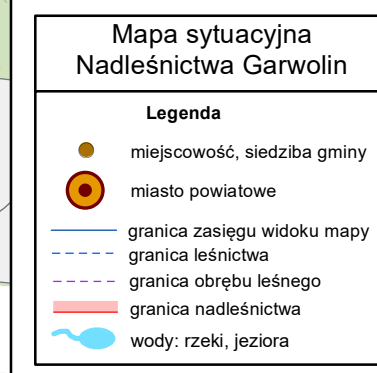 Mapa sytuacyjna
Nadleśnictwa Garwolin
Legenda
miejscowość, siedziba gminy
miasto powiatowe
granica zasięgu widoku mapy
granica leśnictwa
granica obrębu leśnego
granica nadleśnictwa
wody: rzeki, jeziora